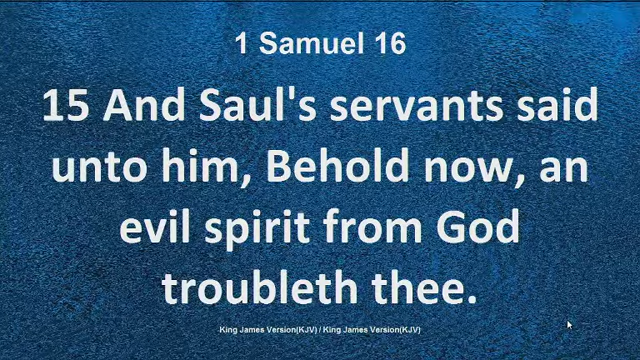 1 Samuel 16
15 And Saul's servants said
unto him, Behold now, an
evil spirit from God
troubleth thee.
King James Version(KJV) / King James Version(KJV)